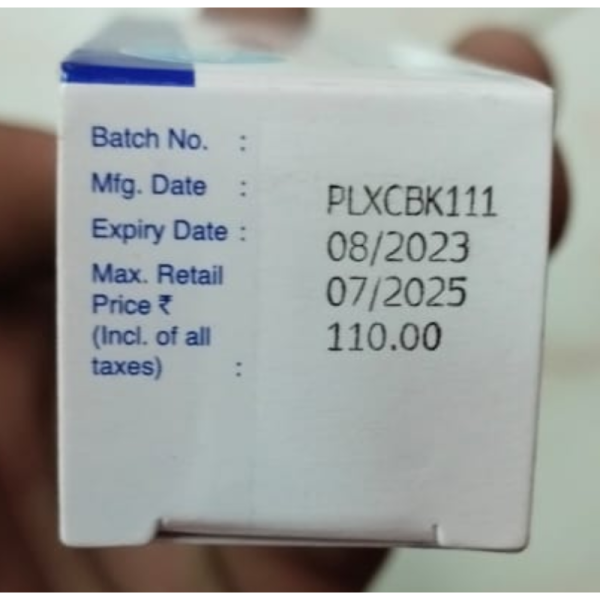 Batch No. : PLXCBK111
Mfg. Date : 08/2023
Expiry Date : 07/2025
Max. Retail
Price ₹ 110.00
(Incl. of all
taxes) :